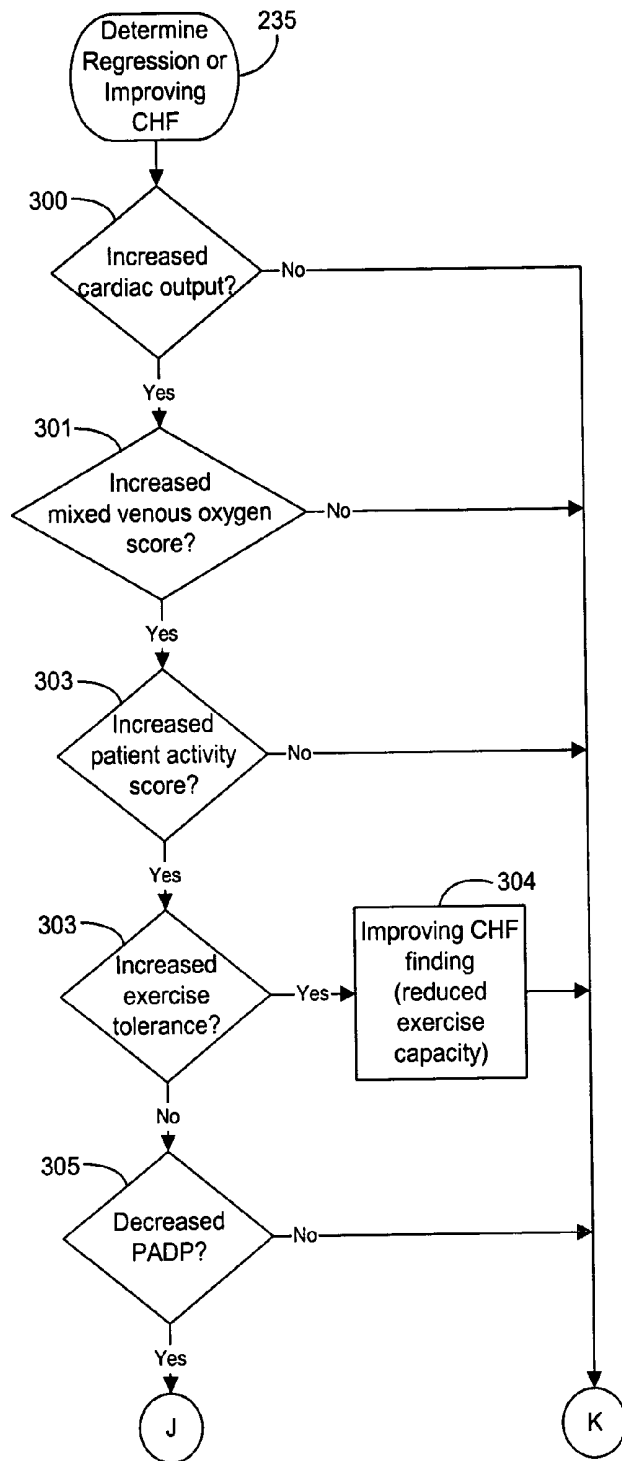 235
Determine
Regression or
Improving
CHF
300
Increased
cardiac output?
No
Yes
301
Increased
mixed venous oxygen
score?
No
Yes
303
Increased
patient activity
score?
No
Yes
303
Increased
exercise
tolerance?
Yes
304
Improving CHF
finding
(reduced
exercise
capacity)
No
305
Decreased
PADP?
No
Yes
J
K